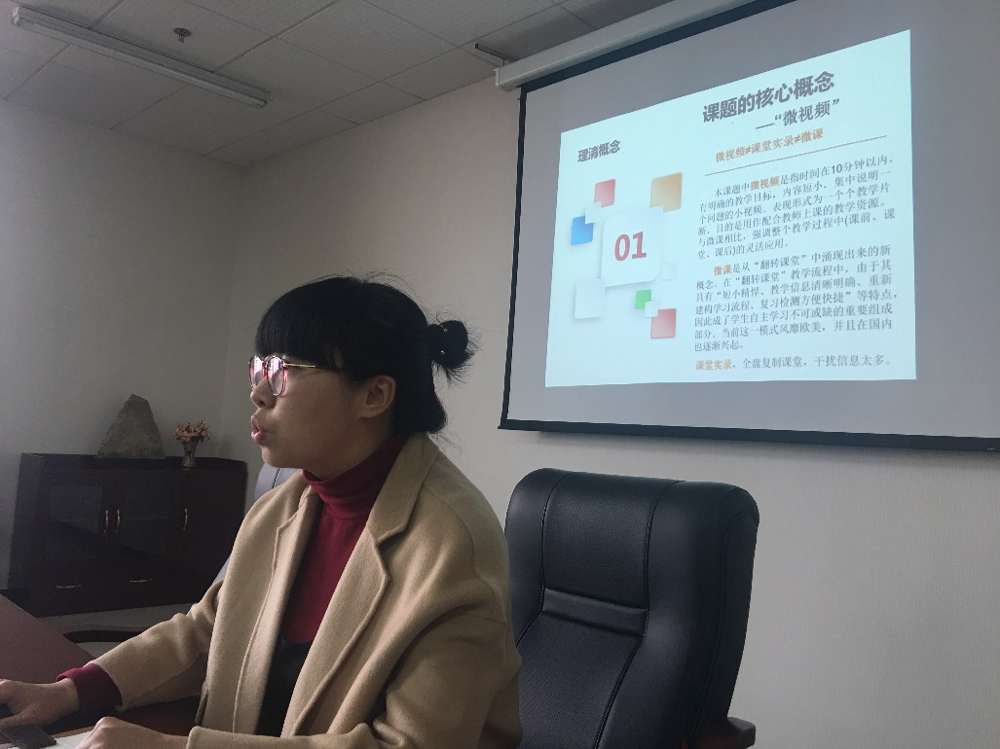 课题的核心概念
—“微视频”
理清概念
微视频≠课堂实录≠微课
01
本课题中微视频是指时间在10分钟以内，
有明确的教学目标，内容短小，集中说明一
个问题的小视频。表现形式为一个个教学片
断，目的是用作配合教师上课的教学资源。
与微课相比，强调整个教学过程中(课前、课
堂、课后)的灵活应用。
微课是从“翻转课堂”中涌现出来的新
概念。在“翻转课堂”教学流程中，由于其
具有“短小精悍、教学信息清晰明确、重新
建构学习流程、复习检测方便快捷”等特点，
因此成了学生自主学习不可或缺的重要组成
部分。当前这一模式风靡欧美，并且在国内
也逐渐兴起。
课堂实录，全盘复制课堂，干扰信息太多。